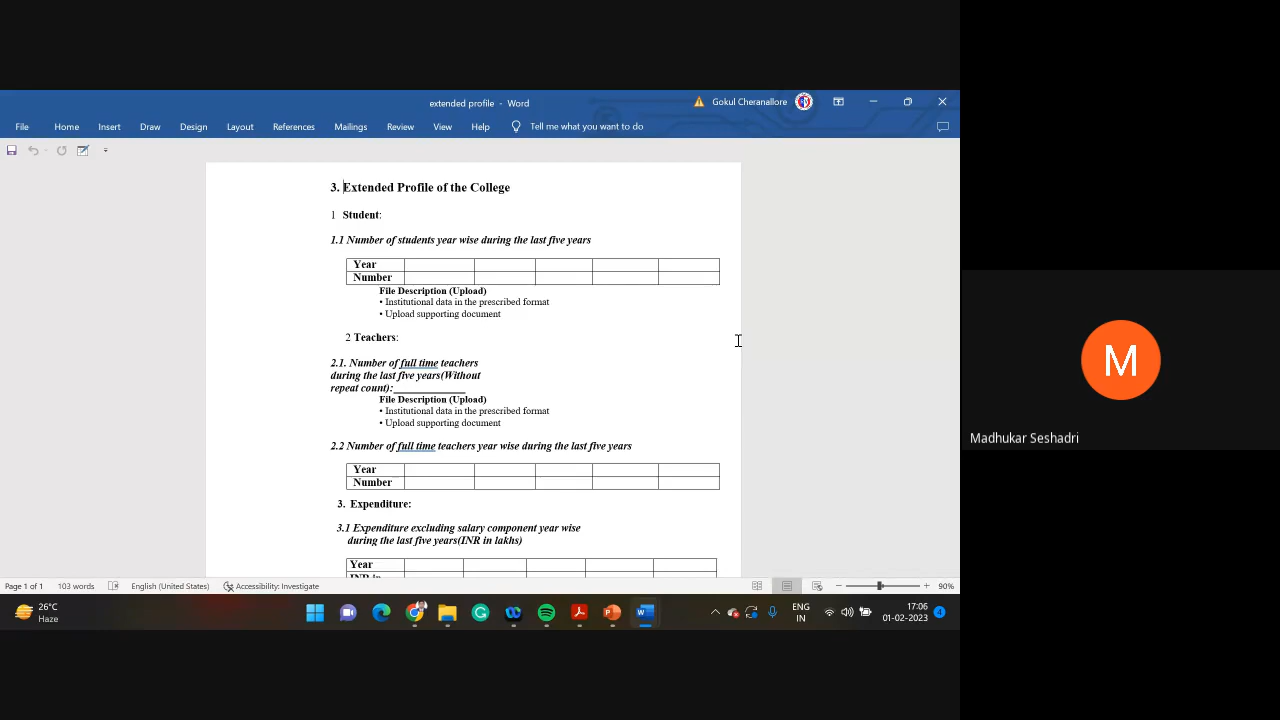 extended profile - Word
Gokul Cheranallore
File Home Insert Draw Design Layout References Mailings Review View Help Tell me what you want to do
3. Extended Profile of the College
1 Student:
1.1 Number of students year wise during the last five years
Year
Number
File Description (Upload)
• Institutional data in the prescribed format
• Upload supporting document
2 Teachers:
2.1. Number of full time teachers
during the last five years(Without
repeat count):______________
File Description (Upload)
• Institutional data in the prescribed format
• Upload supporting document
2.2 Number of full time teachers year wise during the last five years
Year
Number
3. Expenditure:
3.1 Expenditure excluding salary component year wise
during the last five years(INR in lakhs)
Year
INR in
Page 1 of 1 103 words English (United States) Accessibility: Investigate 90%
26°C
Haze
ENG
IN
17:06
01-02-2023
4
M
Madhukar Seshadri